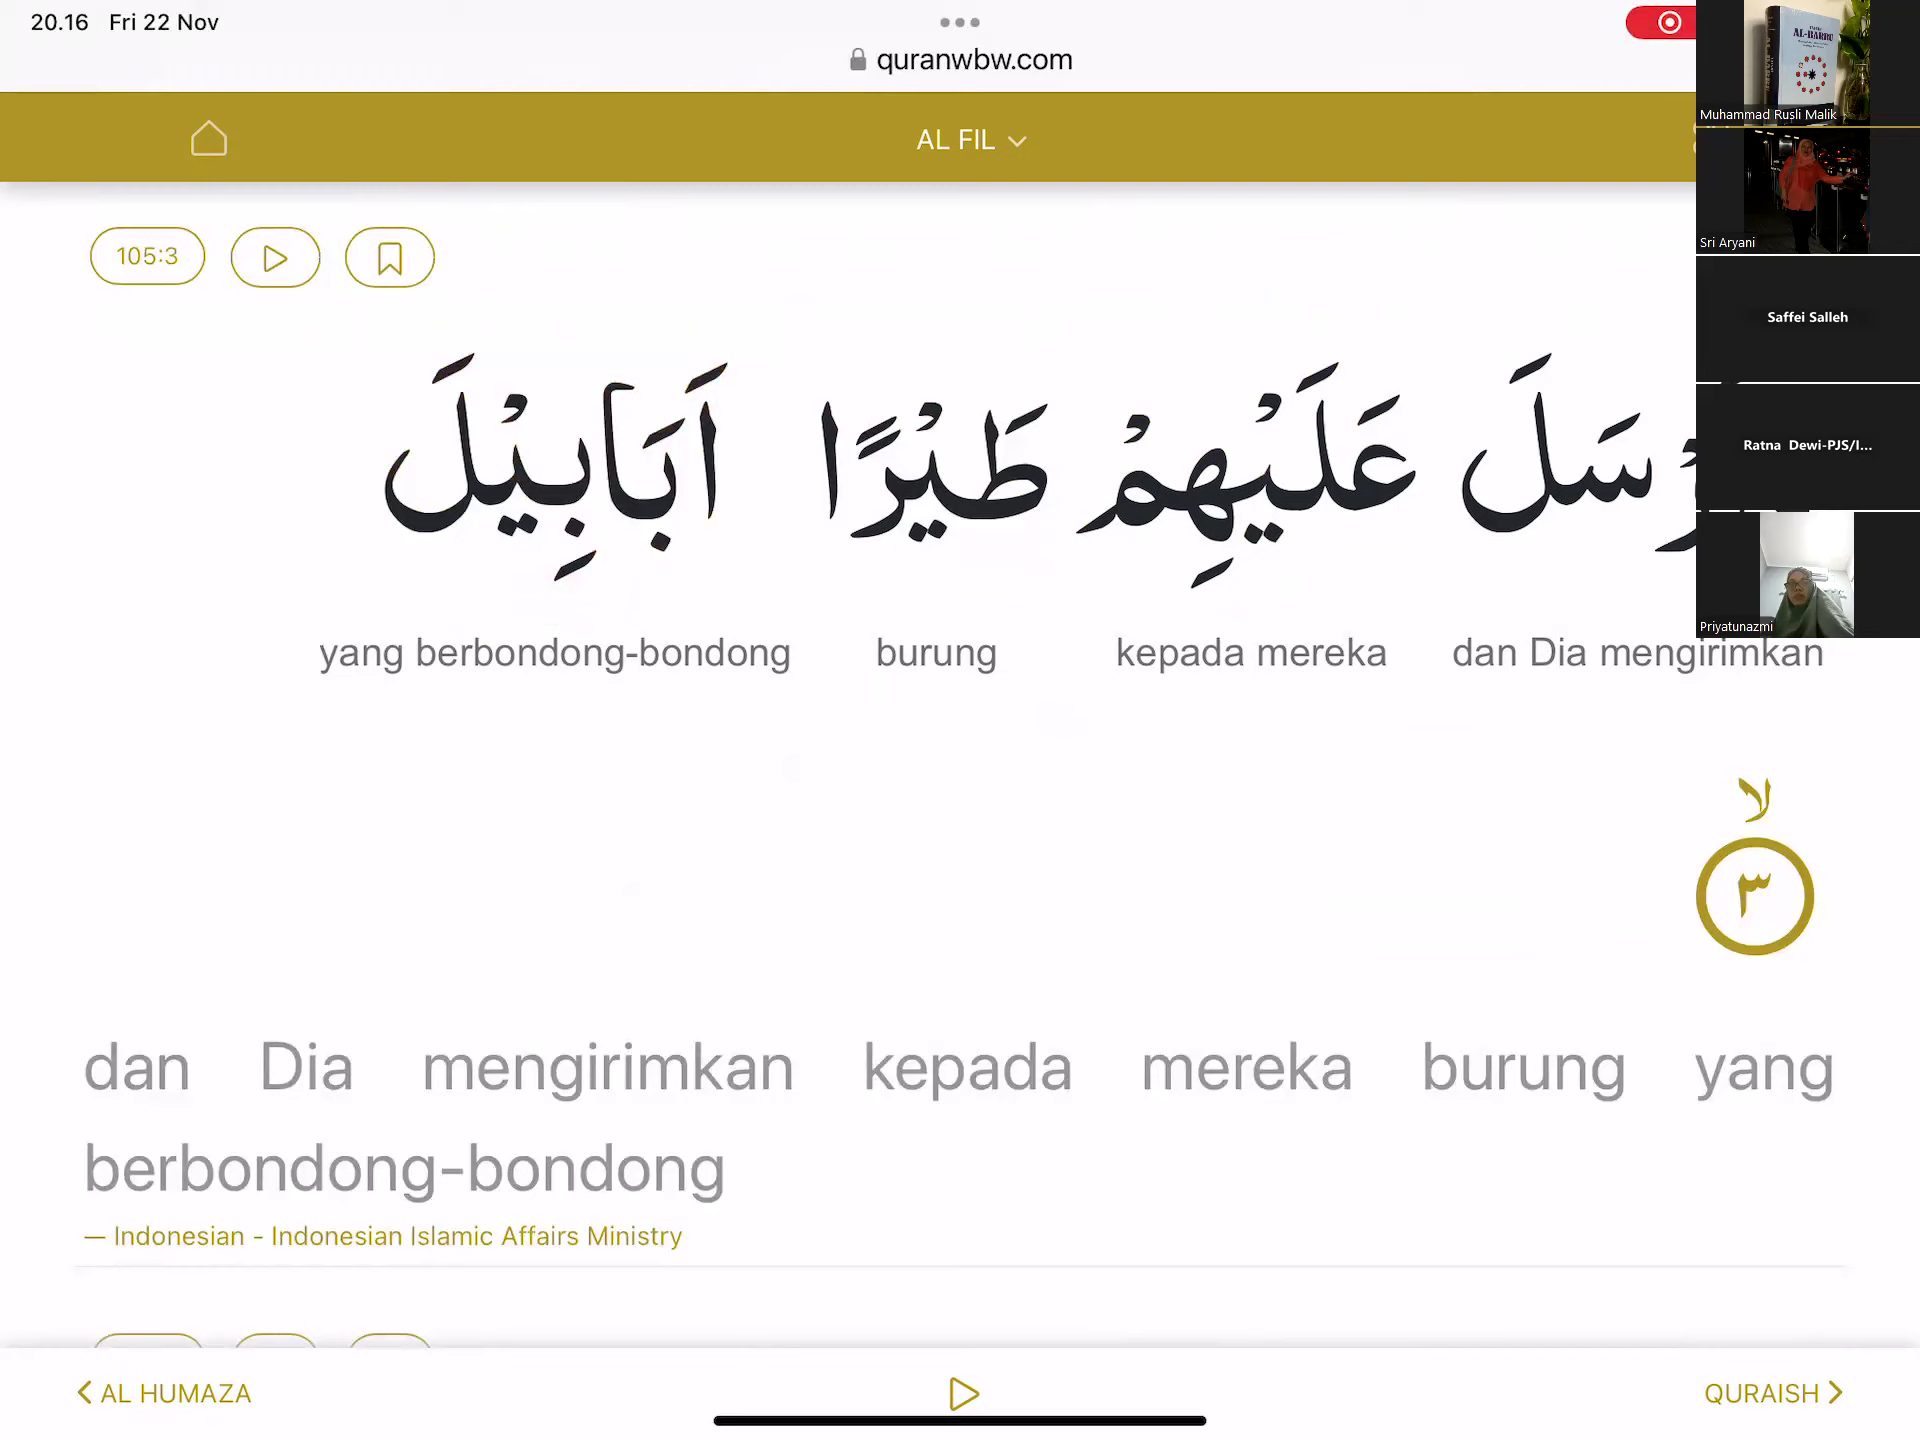 20.16 Fri 22 Nov
quranwbw.com
AL FIL
105:3
سَلَ عَلَيْهِمْ طَيْرًا اَبَابِيْلَ
yang berbondong-bondong burung kepada mereka dan Dia mengirimkan
لا
٣
dan Dia mengirimkan kepada mereka burung yang
berbondong-bondong
— Indonesian - Indonesian Islamic Affairs Ministry
AL HUMAZA
QURAISH
AL-BARRU
Muhammad Rusli Malik
Sri Aryani
Saffei Salleh
Ratna Dewi-PJS/I...
Priyatunazmi